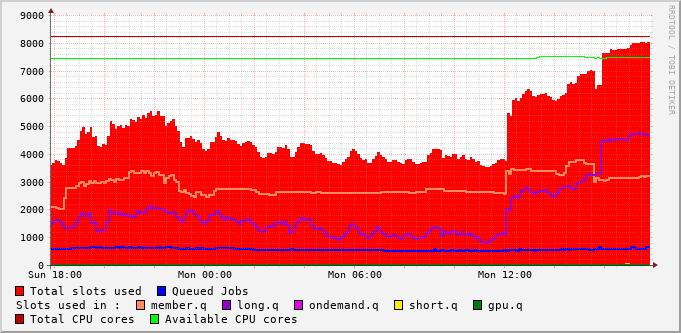 9000
8000
7000
6000
5000
4000
3000
2000
1000
0
Sun 18:00 Mon 00:00 Mon 06:00 Mon 12:00
RRDTOOL / TOBI OETIKER
Total slots used Queued Jobs
Slots used in : member.q long.q ondemand.q short.q gpu.q
Total CPU cores Available CPU cores